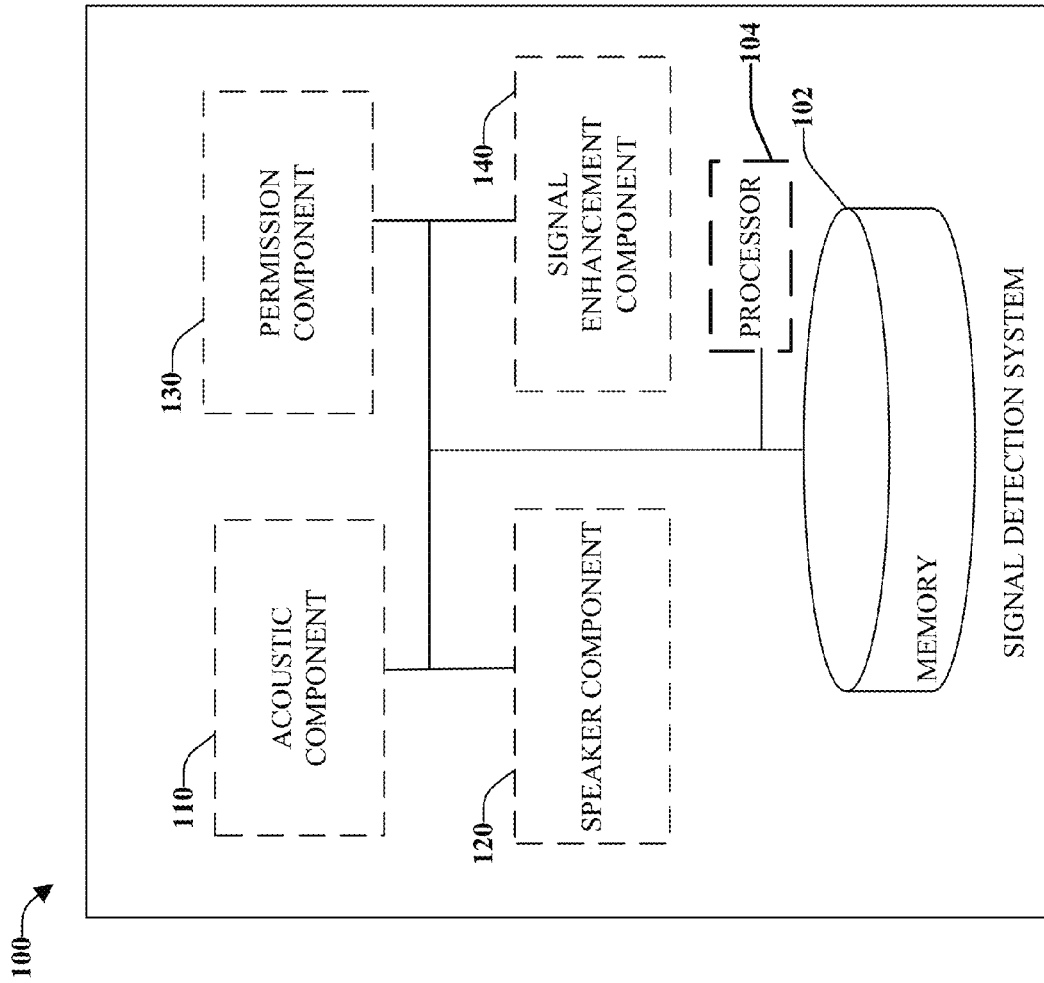 100
110
ACOUSTIC
COMPONENT
130
PERMISSION
COMPONENT
120
SPEAKER COMPONENT
140
SIGNAL
ENHANCEMENT
COMPONENT
PROCESSOR
104
102
MEMORY
SIGNAL DETECTION SYSTEM